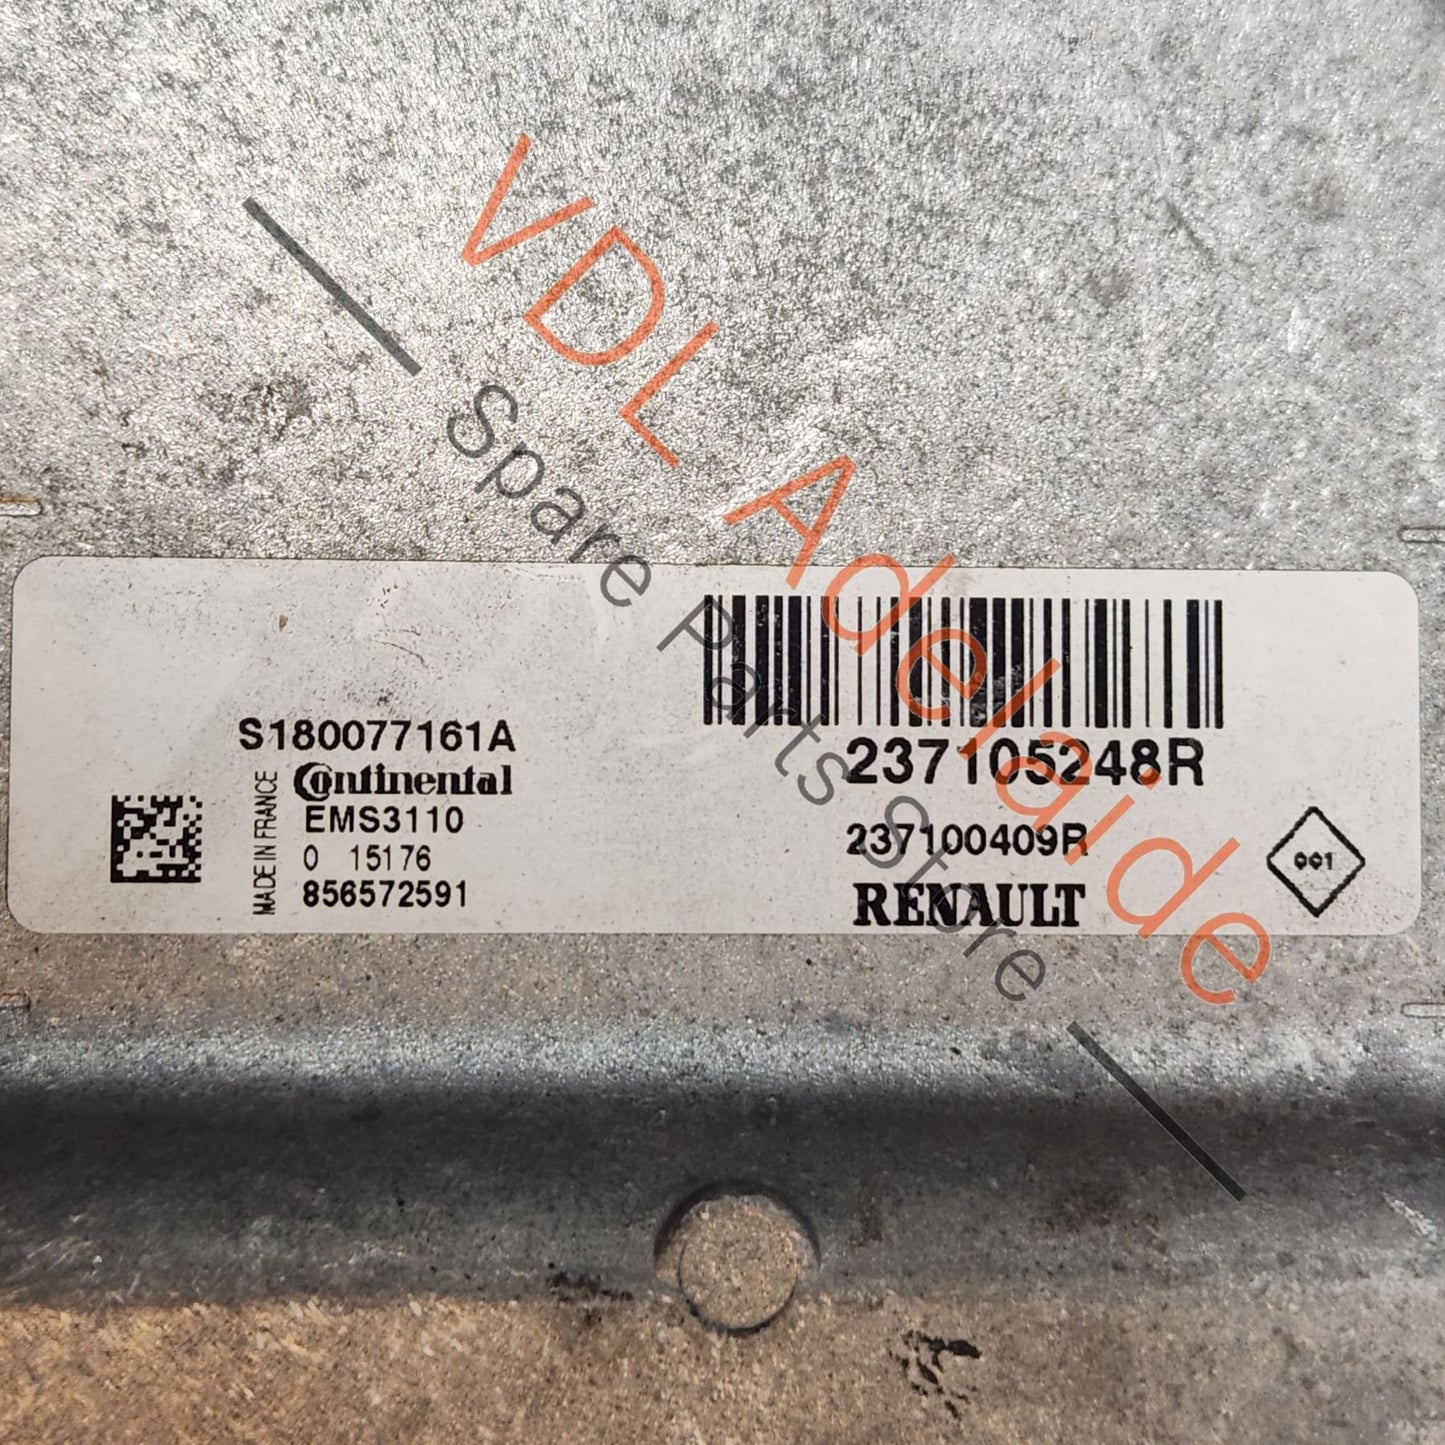 VDL Adelaide
Spare Parts Store
S180077161A
Continental
MADE IN FRANCE
EMS3110
0 15176
856572591
237105248R
237100409R
RENAULT
001